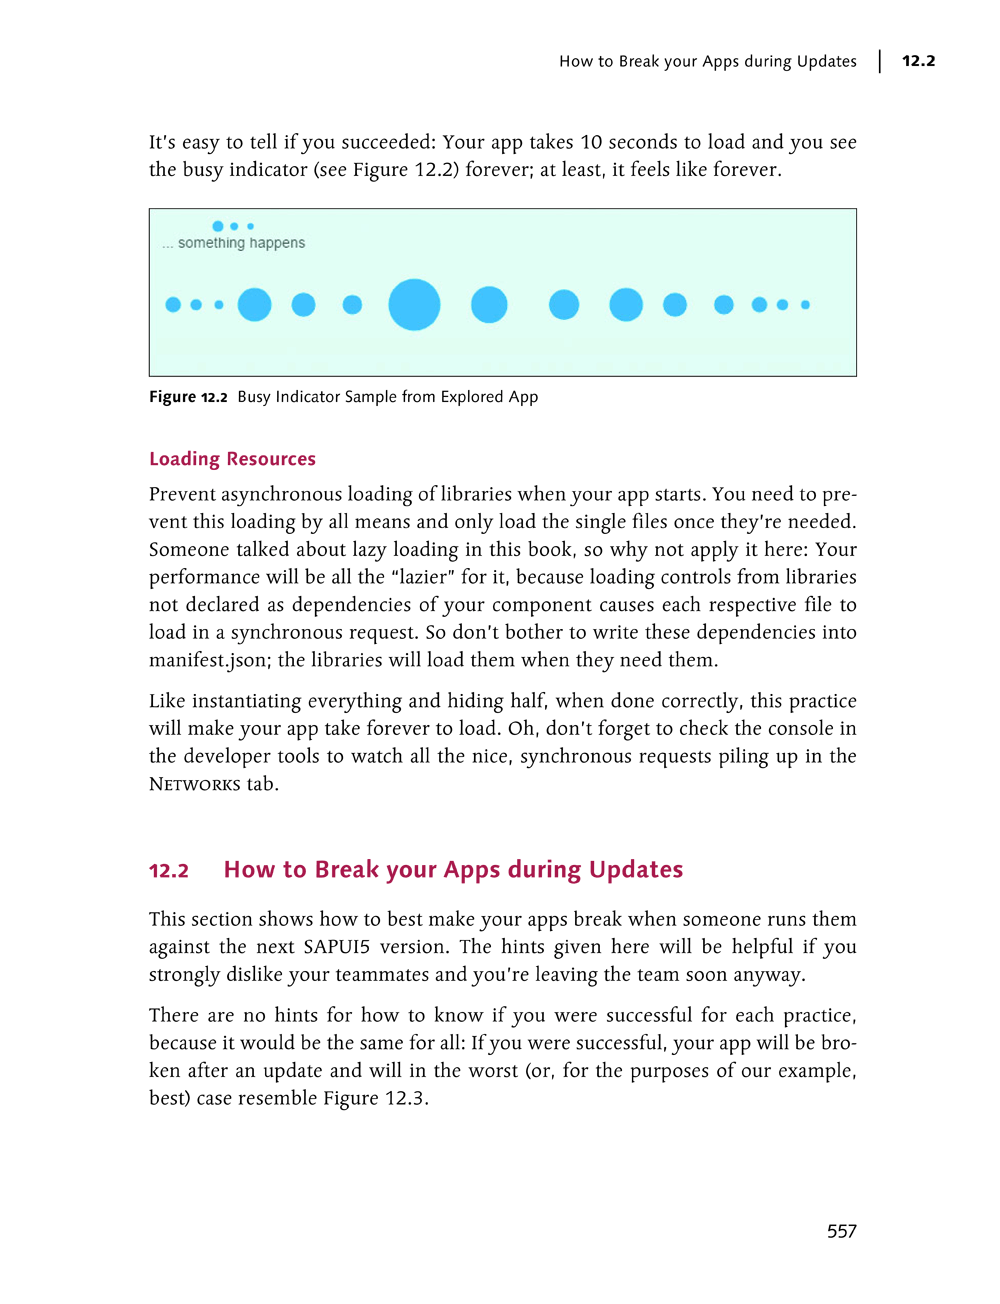 How to Break your Apps during Updates | 12.2
It's easy to tell if you succeeded: Your app takes 10 seconds to load and you see
the busy indicator (see Figure 12.2) forever; at least, it feels like forever.
... something happens
Figure 12.2 Busy Indicator Sample from Explored App
Loading Resources
Prevent asynchronous loading of libraries when your app starts. You need to pre-
vent this loading by all means and only load the single files once they're needed.
Someone talked about lazy loading in this book, so why not apply it here: Your
performance will be all the "lazier" for it, because loading controls from libraries
not declared as dependencies of your component causes each respective file to
load in a synchronous request. So don't bother to write these dependencies into
manifest.json; the libraries will load them when they need them.
Like instantiating everything and hiding half, when done correctly, this practice
will make your app take forever to load. Oh, don't forget to check the console in
the developer tools to watch all the nice, synchronous requests piling up in the
NETWORKS tab.
12.2 How to Break your Apps during Updates
This section shows how to best make your apps break when someone runs them
against the next SAPUI5 version. The hints given here will be helpful if you
strongly dislike your teammates and you're leaving the team soon anyway.
There are no hints for how to know if you were successful for each practice,
because it would be the same for all: If you were successful, your app will be bro-
ken after an update and will in the worst (or, for the purposes of our example,
best) case resemble Figure 12.3.
557